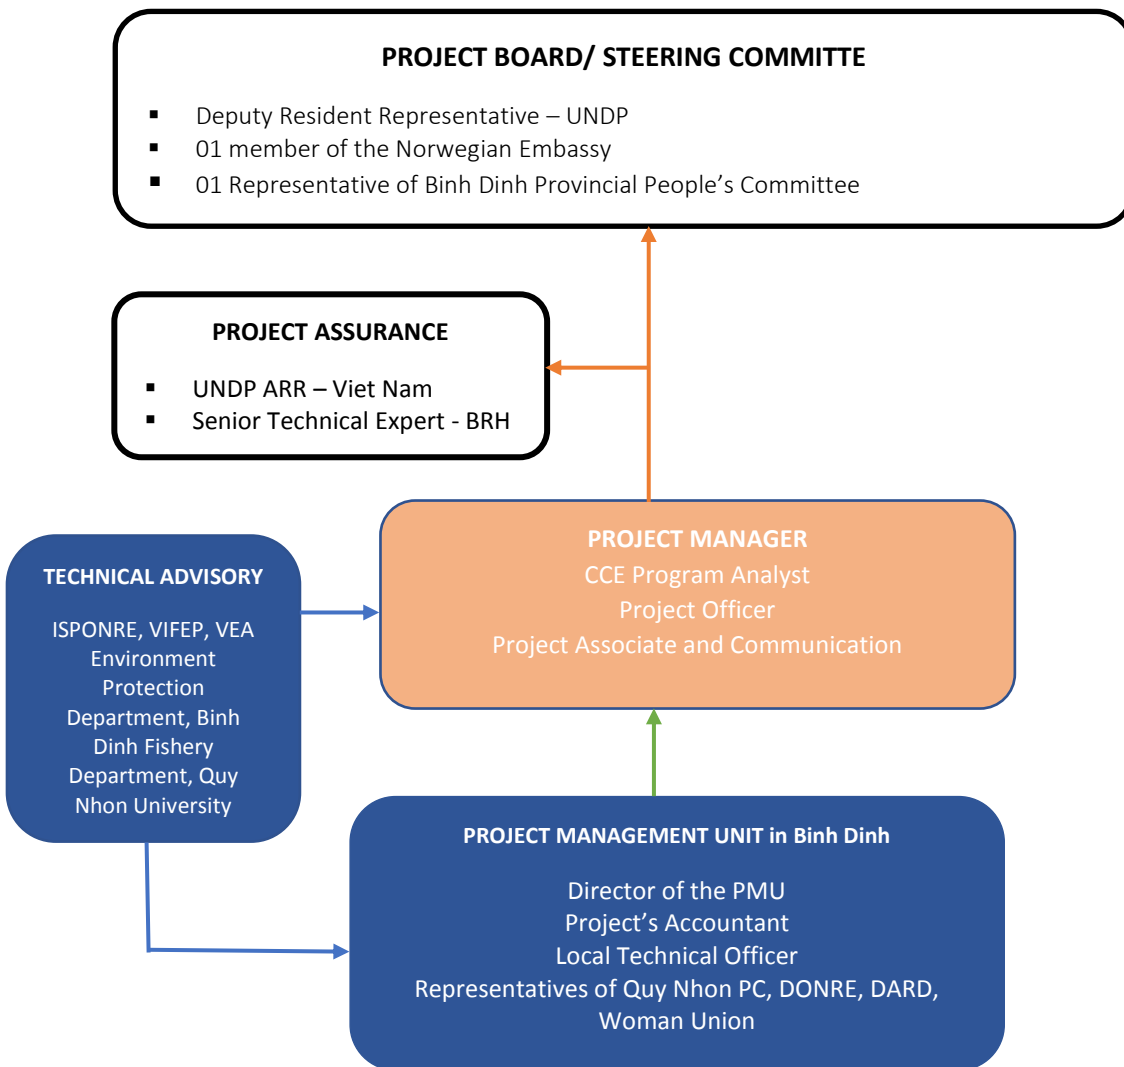 PROJECT BOARD/ STEERING COMMITTE
▪ Deputy Resident Representative – UNDP
▪ 01 member of the Norwegian Embassy
▪ 01 Representative of Binh Dinh Provincial People’s Committee
PROJECT ASSURANCE
▪ UNDP ARR – Viet Nam
▪ Senior Technical Expert - BRH
PROJECT MANAGER
CCE Program Analyst
Project Officer
Project Associate and Communication
TECHNICAL ADVISORY
ISPONRE, VIFEP, VEA
Environment
Protection
Department, Binh
Dinh Fishery
Department, Quy
Nhon University
PROJECT MANAGEMENT UNIT in Binh Dinh
Director of the PMU
Project’s Accountant
Local Technical Officer
Representatives of Quy Nhon PC, DONRE, DARD,
Woman Union